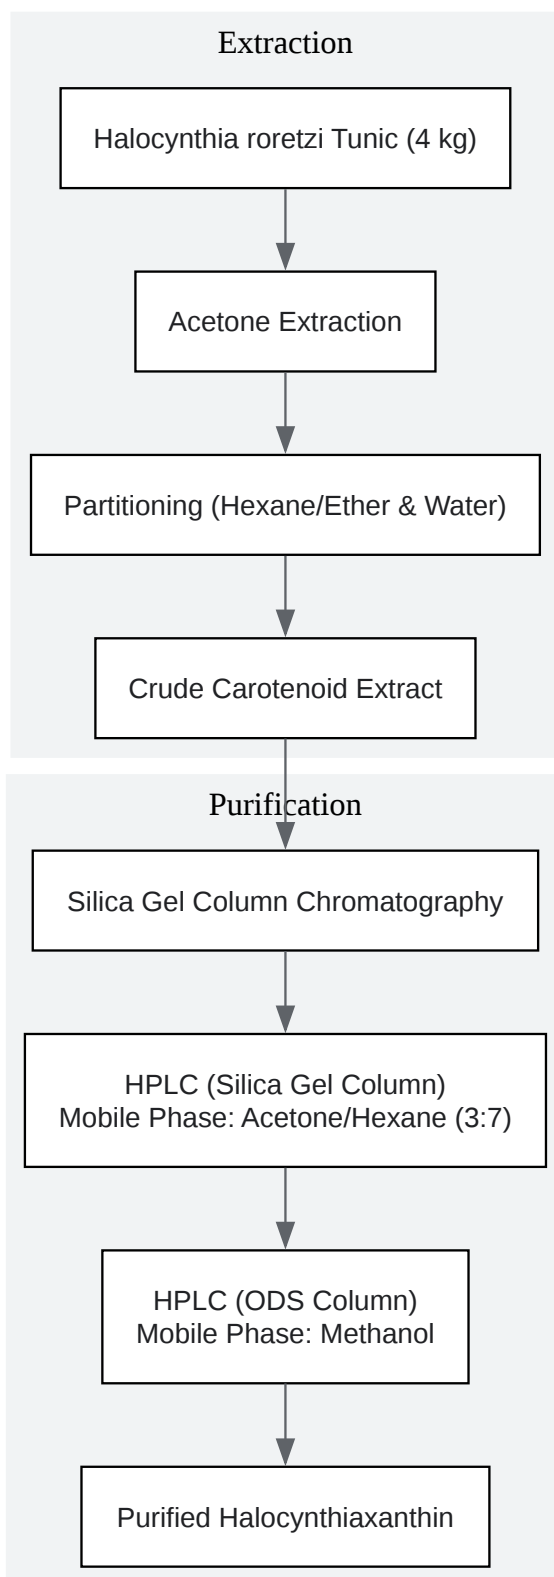 Extraction
Halocynthia roretzi Tunic (4 kg)
Acetone Extraction
Partitioning (Hexane/Ether & Water)
Crude Carotenoid Extract
Purification
Silica Gel Column Chromatography
HPLC (Silica Gel Column)
Mobile Phase: Acetone/Hexane (3:7)
HPLC (ODS Column)
Mobile Phase: Methanol
Purified Halocynthiaxanthin